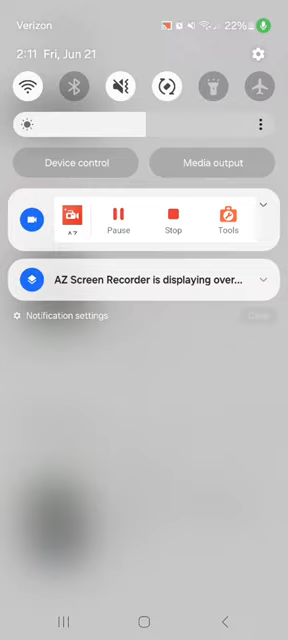 Verizon
22%
2:11 Fri, Jun 21
Device control
Media output
AZ
Pause
Stop
Tools
AZ Screen Recorder is displaying over...
Notification settings
Clear